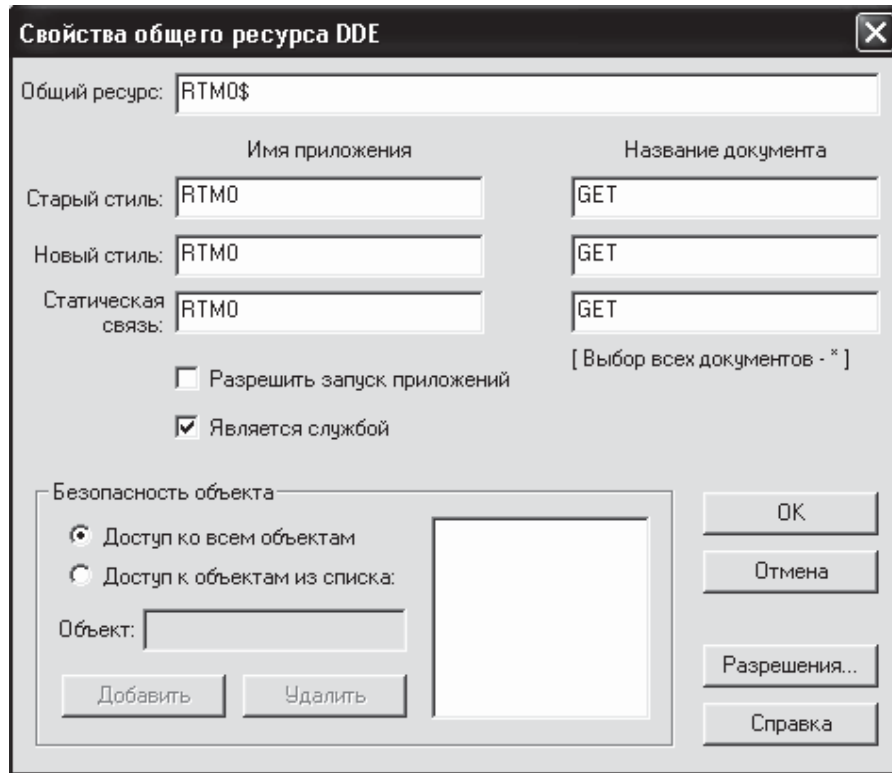 Свойства общего ресурса DDE
Общий ресурс: RTM0$
Имя приложения Название документа
Старый стиль: RTM0 GET
Новый стиль: RTM0 GET
Статическая
связь: RTM0 GET
[ Выбор всех документов - * ]
Разрешить запуск приложений
Является службой
Безопасность объекта
Доступ ко всем объектам
Доступ к объектам из списка:
Объект:
Добавить Удалить
OK
Отмена
Разрешения...
Справка